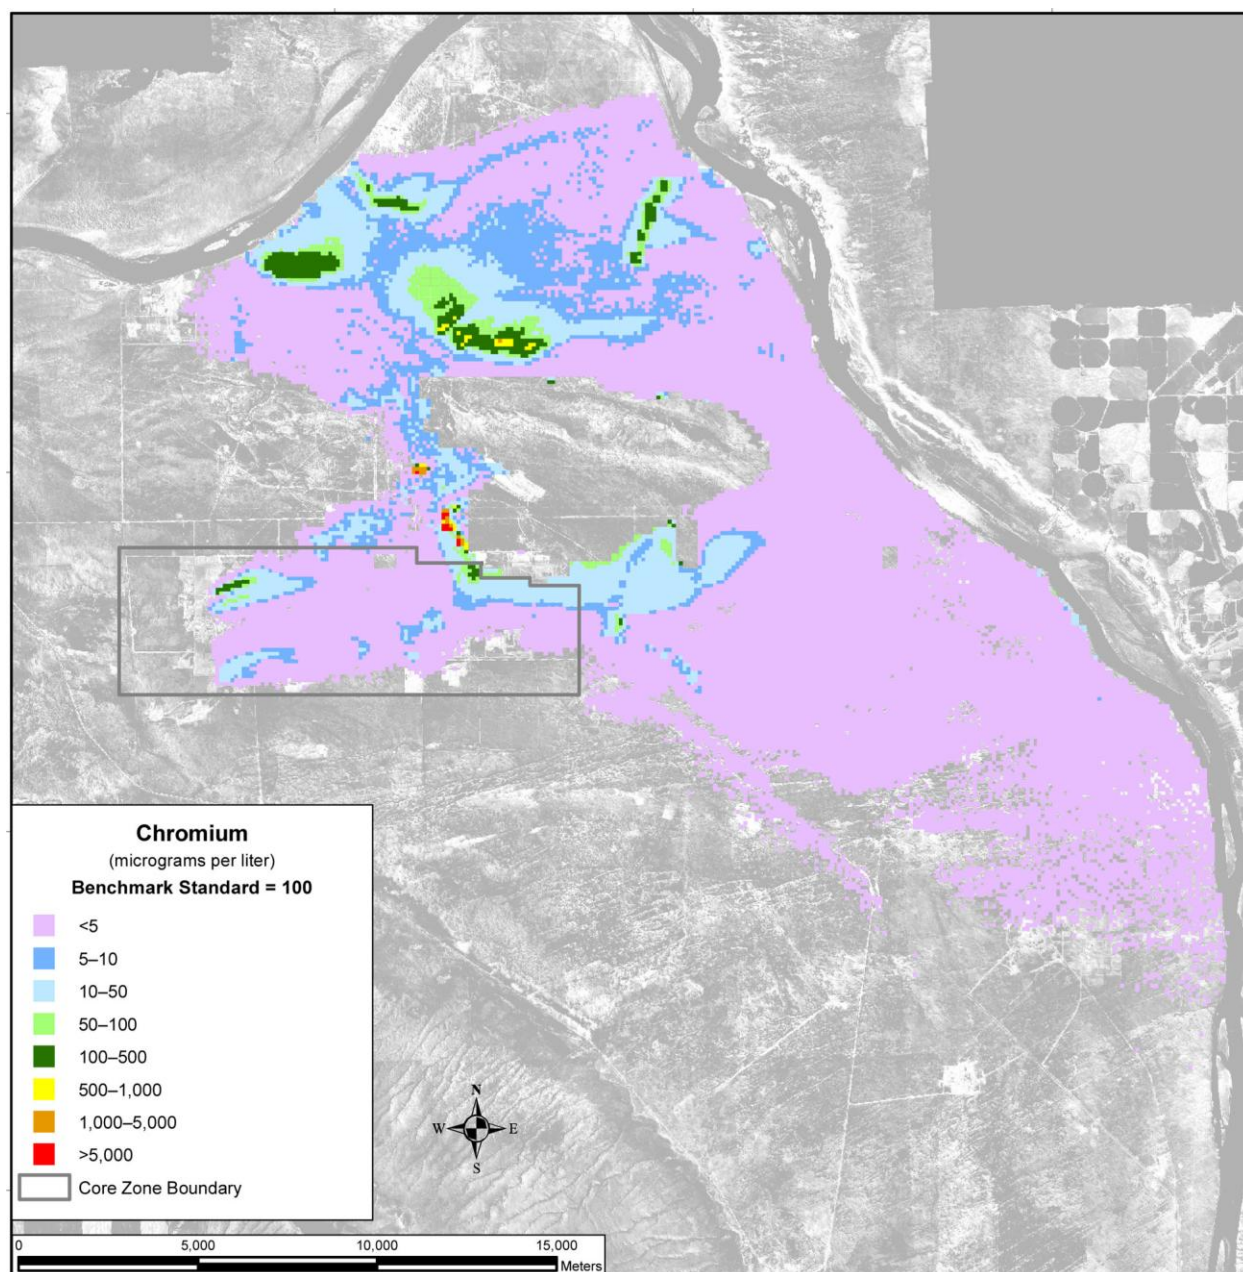 Chromium
(micrograms per liter)
Benchmark Standard = 100
<5
5–10
10–50
50–100
100–500
500–1,000
1,000–5,000
>5,000
Core Zone Boundary
N
W E
S
0 5,000 10,000 15,000
Meters